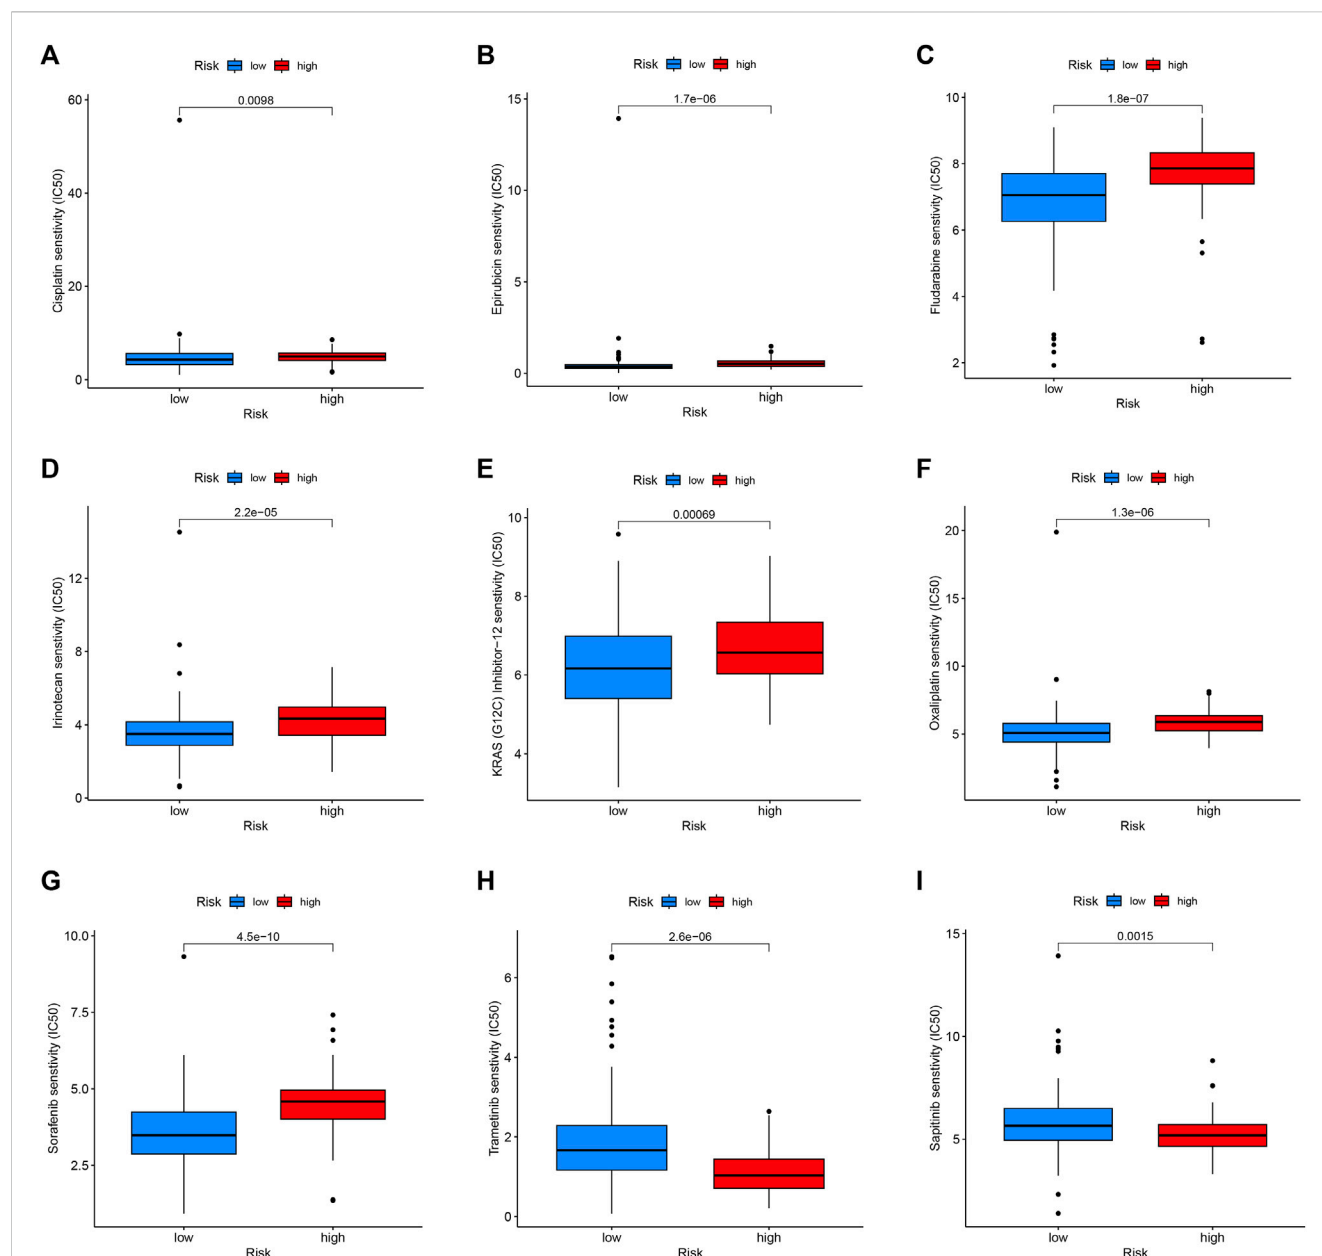 A
Risk low high
60
40
20
0
0.0098
Cisplatin senstivity (IC50)
low high
Risk
B
Risk low high
15
10
5
0
1.7e−06
Epirubicin senstivity (IC50)
low high
Risk
C
Risk low high
10
8
6
4
2
1.8e−07
Fludarabine senstivity (IC50)
low high
Risk
D
Risk low high
12
8
4
0
2.2e−05
Irinotecan senstivity (IC50)
low high
Risk
E
Risk low high
10
8
6
4
0.00069
KRAS (G12C) Inhibitor−12 senstivity (IC50)
low high
Risk
F
Risk low high
20
15
10
5
1.3e−06
Oxaliplatin senstivity (IC50)
low high
Risk
G
Risk low high
10.0
7.5
5.0
2.5
4.5e−10
Sorafenib senstivity (IC50)
low high
Risk
H
Risk low high
6
4
2
0
2.6e−06
Trametinib senstivity (IC50)
low high
Risk
I
Risk low high
15
10
5
0.0015
Sapitinib senstivity (IC50)
low high
Risk